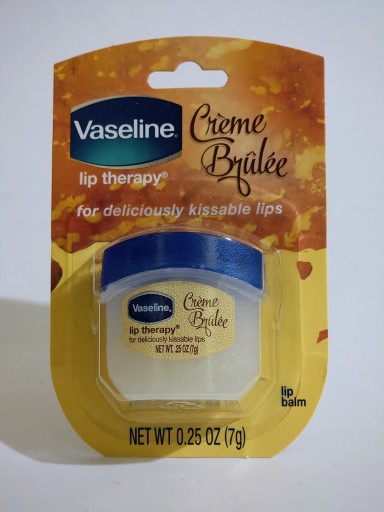 Vaseline®
lip therapy®
Crème
Brûlée
for deliciously kissable lips
Vaseline®
lip therapy®
Crème
Brûlée
for deliciously kissable lips
NET WT .25 OZ (7g)
lip
balm
NET WT 0.25 OZ (7g)